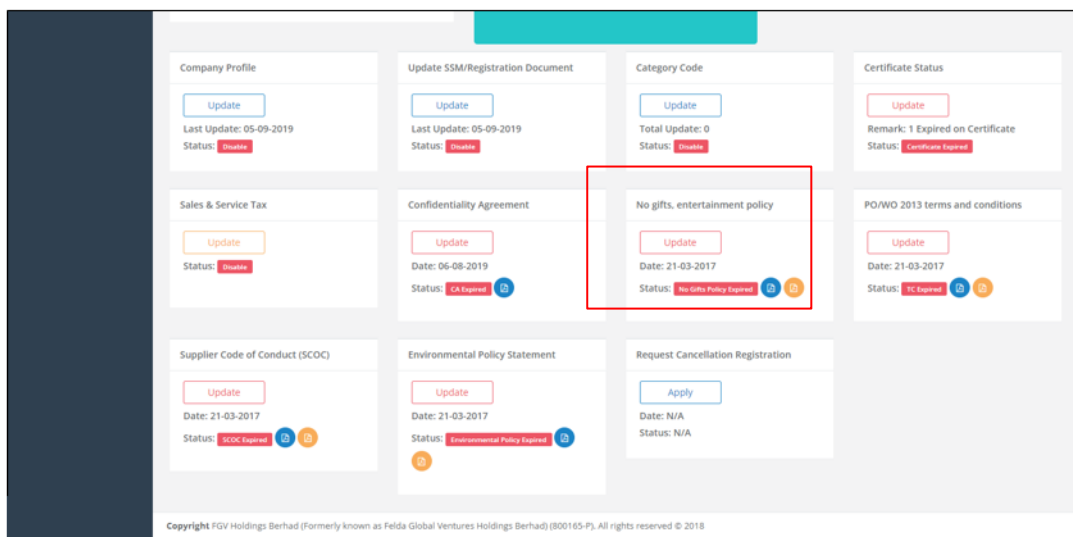 Company Profile
Update SSM/Registration Document
Category Code
Certificate Status
Update
Update
Update
Update
Last Update: 05-09-2019
Last Update: 05-09-2019
Total Update: 0
Remark: 1 Expired on Certificate
Status: Disable
Status: Disable
Status: Disable
Status: Certificate Expired
Sales & Service Tax
Confidentiality Agreement
No gifts, entertainment policy
PO/WO 2013 terms and conditions
Update
Update
Update
Update
Status: Disable
Date: 06-08-2019
Date: 21-03-2017
Date: 21-03-2017
Status: CA Expired
Status: No Gifts Policy Expired
Status: TC Expired
Supplier Code of Conduct (SCOC)
Environmental Policy Statement
Request Cancellation Registration
Update
Update
Apply
Date: 21-03-2017
Date: 21-03-2017
Date: N/A
Status: SCOC Expired
Status: Environmental Policy Expired
Status: N/A
Copyright FGV Holdings Berhad (Formerly known as Felda Global Ventures Holdings Berhad) (800165-P). All rights reserved © 2018